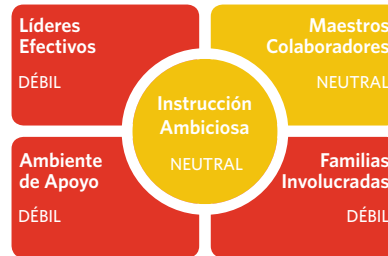 Líderes
Efectivos
DÉBIL
Maestros
Colaboradores
NEUTRAL
Instrucción
Ambiciosa
NEUTRAL
Ambiente
de Apoyo
DÉBIL
Familias
Involucradas
DÉBIL